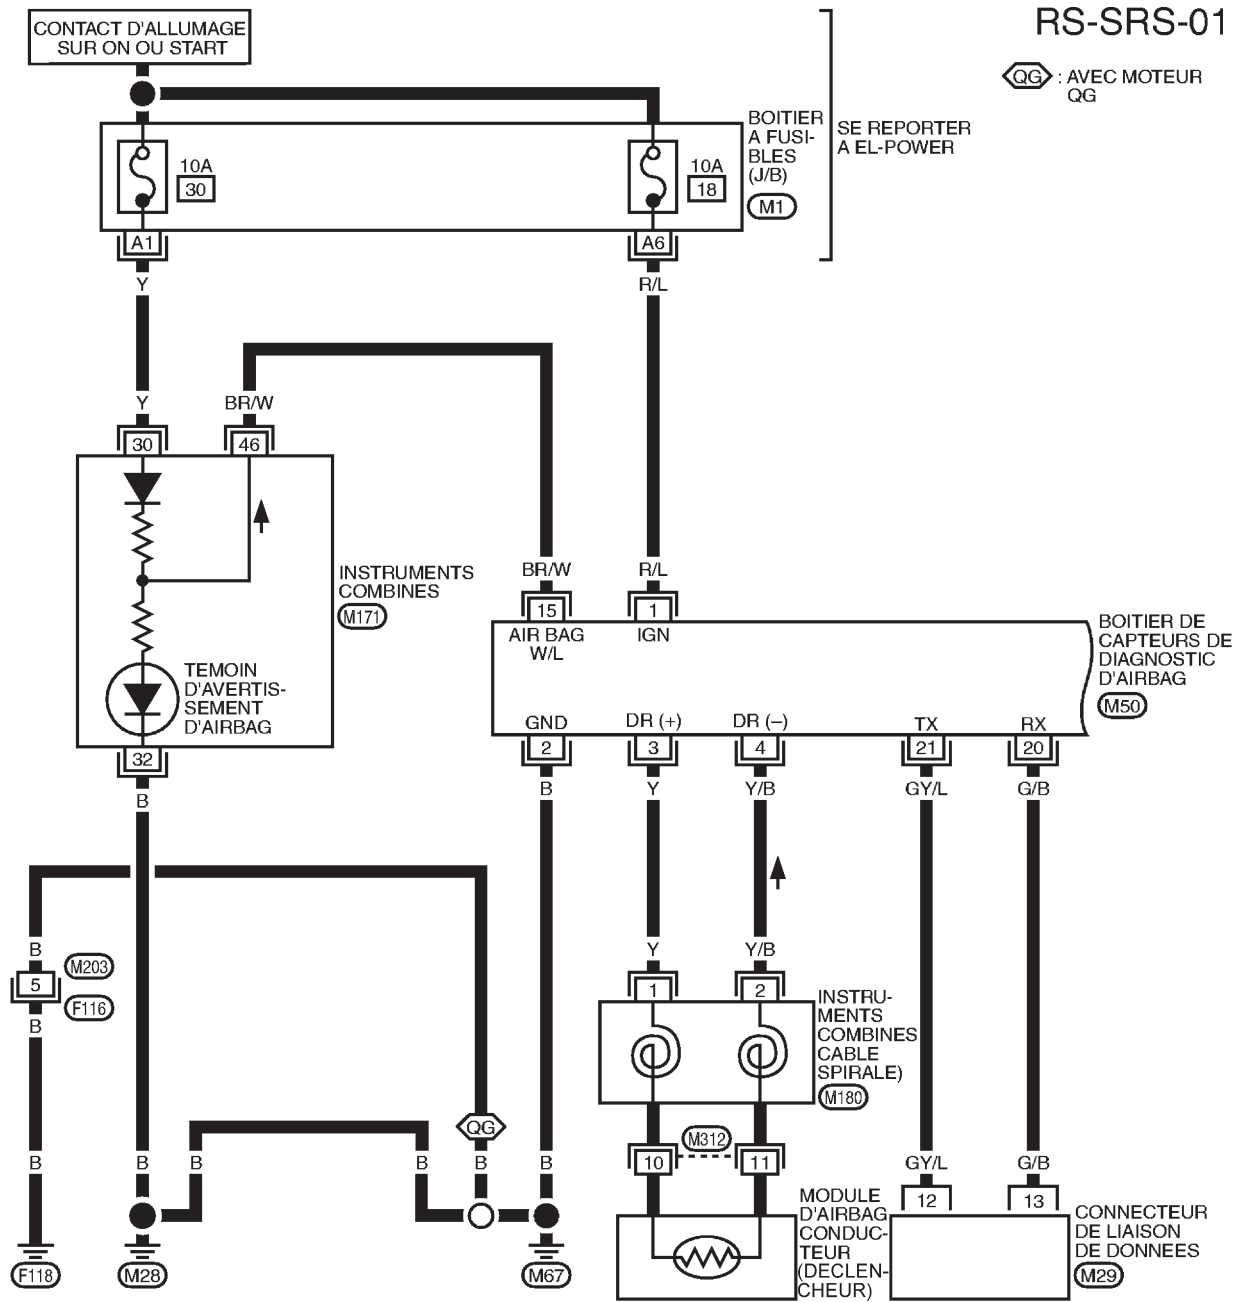 RS-SRS-01
CONTACT D'ALLUMAGE
SUR ON OU START
QG : AVEC MOTEUR
QG
BOITIER
A FUSI-
BLES
(J/B)
M1
SE REPORTER
A EL-POWER
10A
30
10A
18
A1
A6
Y
R/L
Y
BR/W
30
46
INSTRUMENTS
COMBINES
M171
BR/W
R/L
15
1
AIR BAG
W/L
IGN
BOITIER DE
CAPTEURS DE
DIAGNOSTIC
D'AIRBAG
M50
TEMOIN
D'AVERTIS-
SEMENT
D'AIRBAG
GND
DR (+)
DR (–)
TX
RX
32
2
3
4
21
20
B
B
Y
Y/B
GY/L
G/B
B
Y
Y/B
M203
5
F116
B
1
2
INSTRU-
MENTS
COMBINES
CABLE
SPIRALE)
M180
QG
M312
B
B
B
B
B
B
10
11
GY/L
G/B
12
13
MODULE
D'AIRBAG
CONDUC-
TEUR
(DECLEN-
CHEUR)
CONNECTEUR
DE LIAISON
DE DONNEES
M29
F118
M28
M67